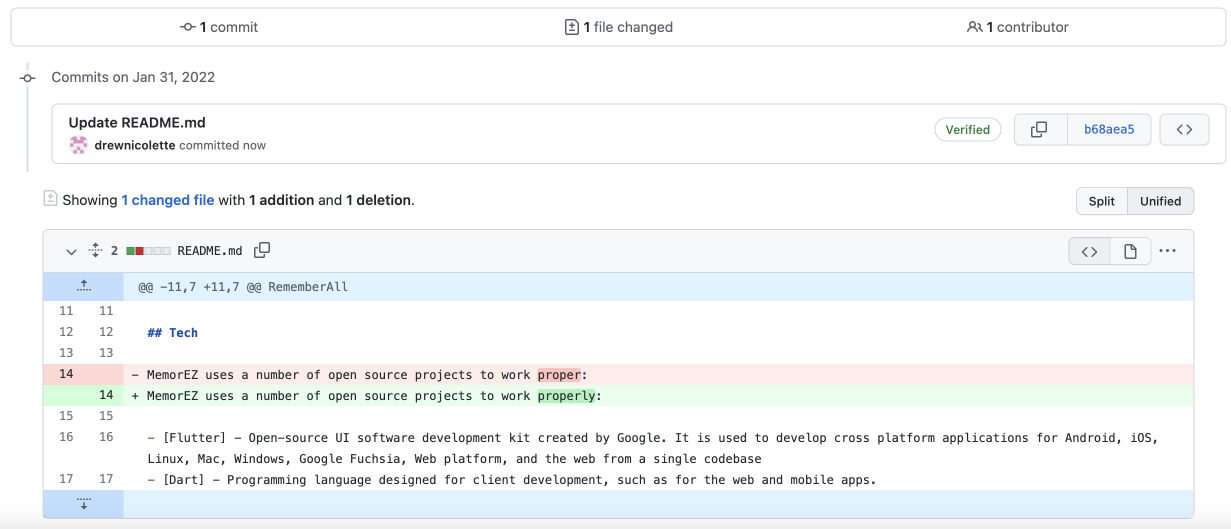 1 commit 1 file changed 1 contributor
Commits on Jan 31, 2022
Update README.md
drewnicolette committed now
Verified b68aea5 <>
Showing 1 changed file with 1 addition and 1 deletion.
Split Unified
2 README.md <> ···
@@ -11,7 +11,7 @@ RememberAll
11 11
12 12 ## Tech
13 13
14 - MemorEZ uses a number of open source projects to work proper:
14 + MemorEZ uses a number of open source projects to work properly:
15 15
16 16 - [Flutter] - Open-source UI software development kit created by Google. It is used to develop cross platform applications for Android, iOS,
Linux, Mac, Windows, Google Fuchsia, Web platform, and the web from a single codebase
17 17 - [Dart] - Programming language designed for client development, such as for the web and mobile apps.